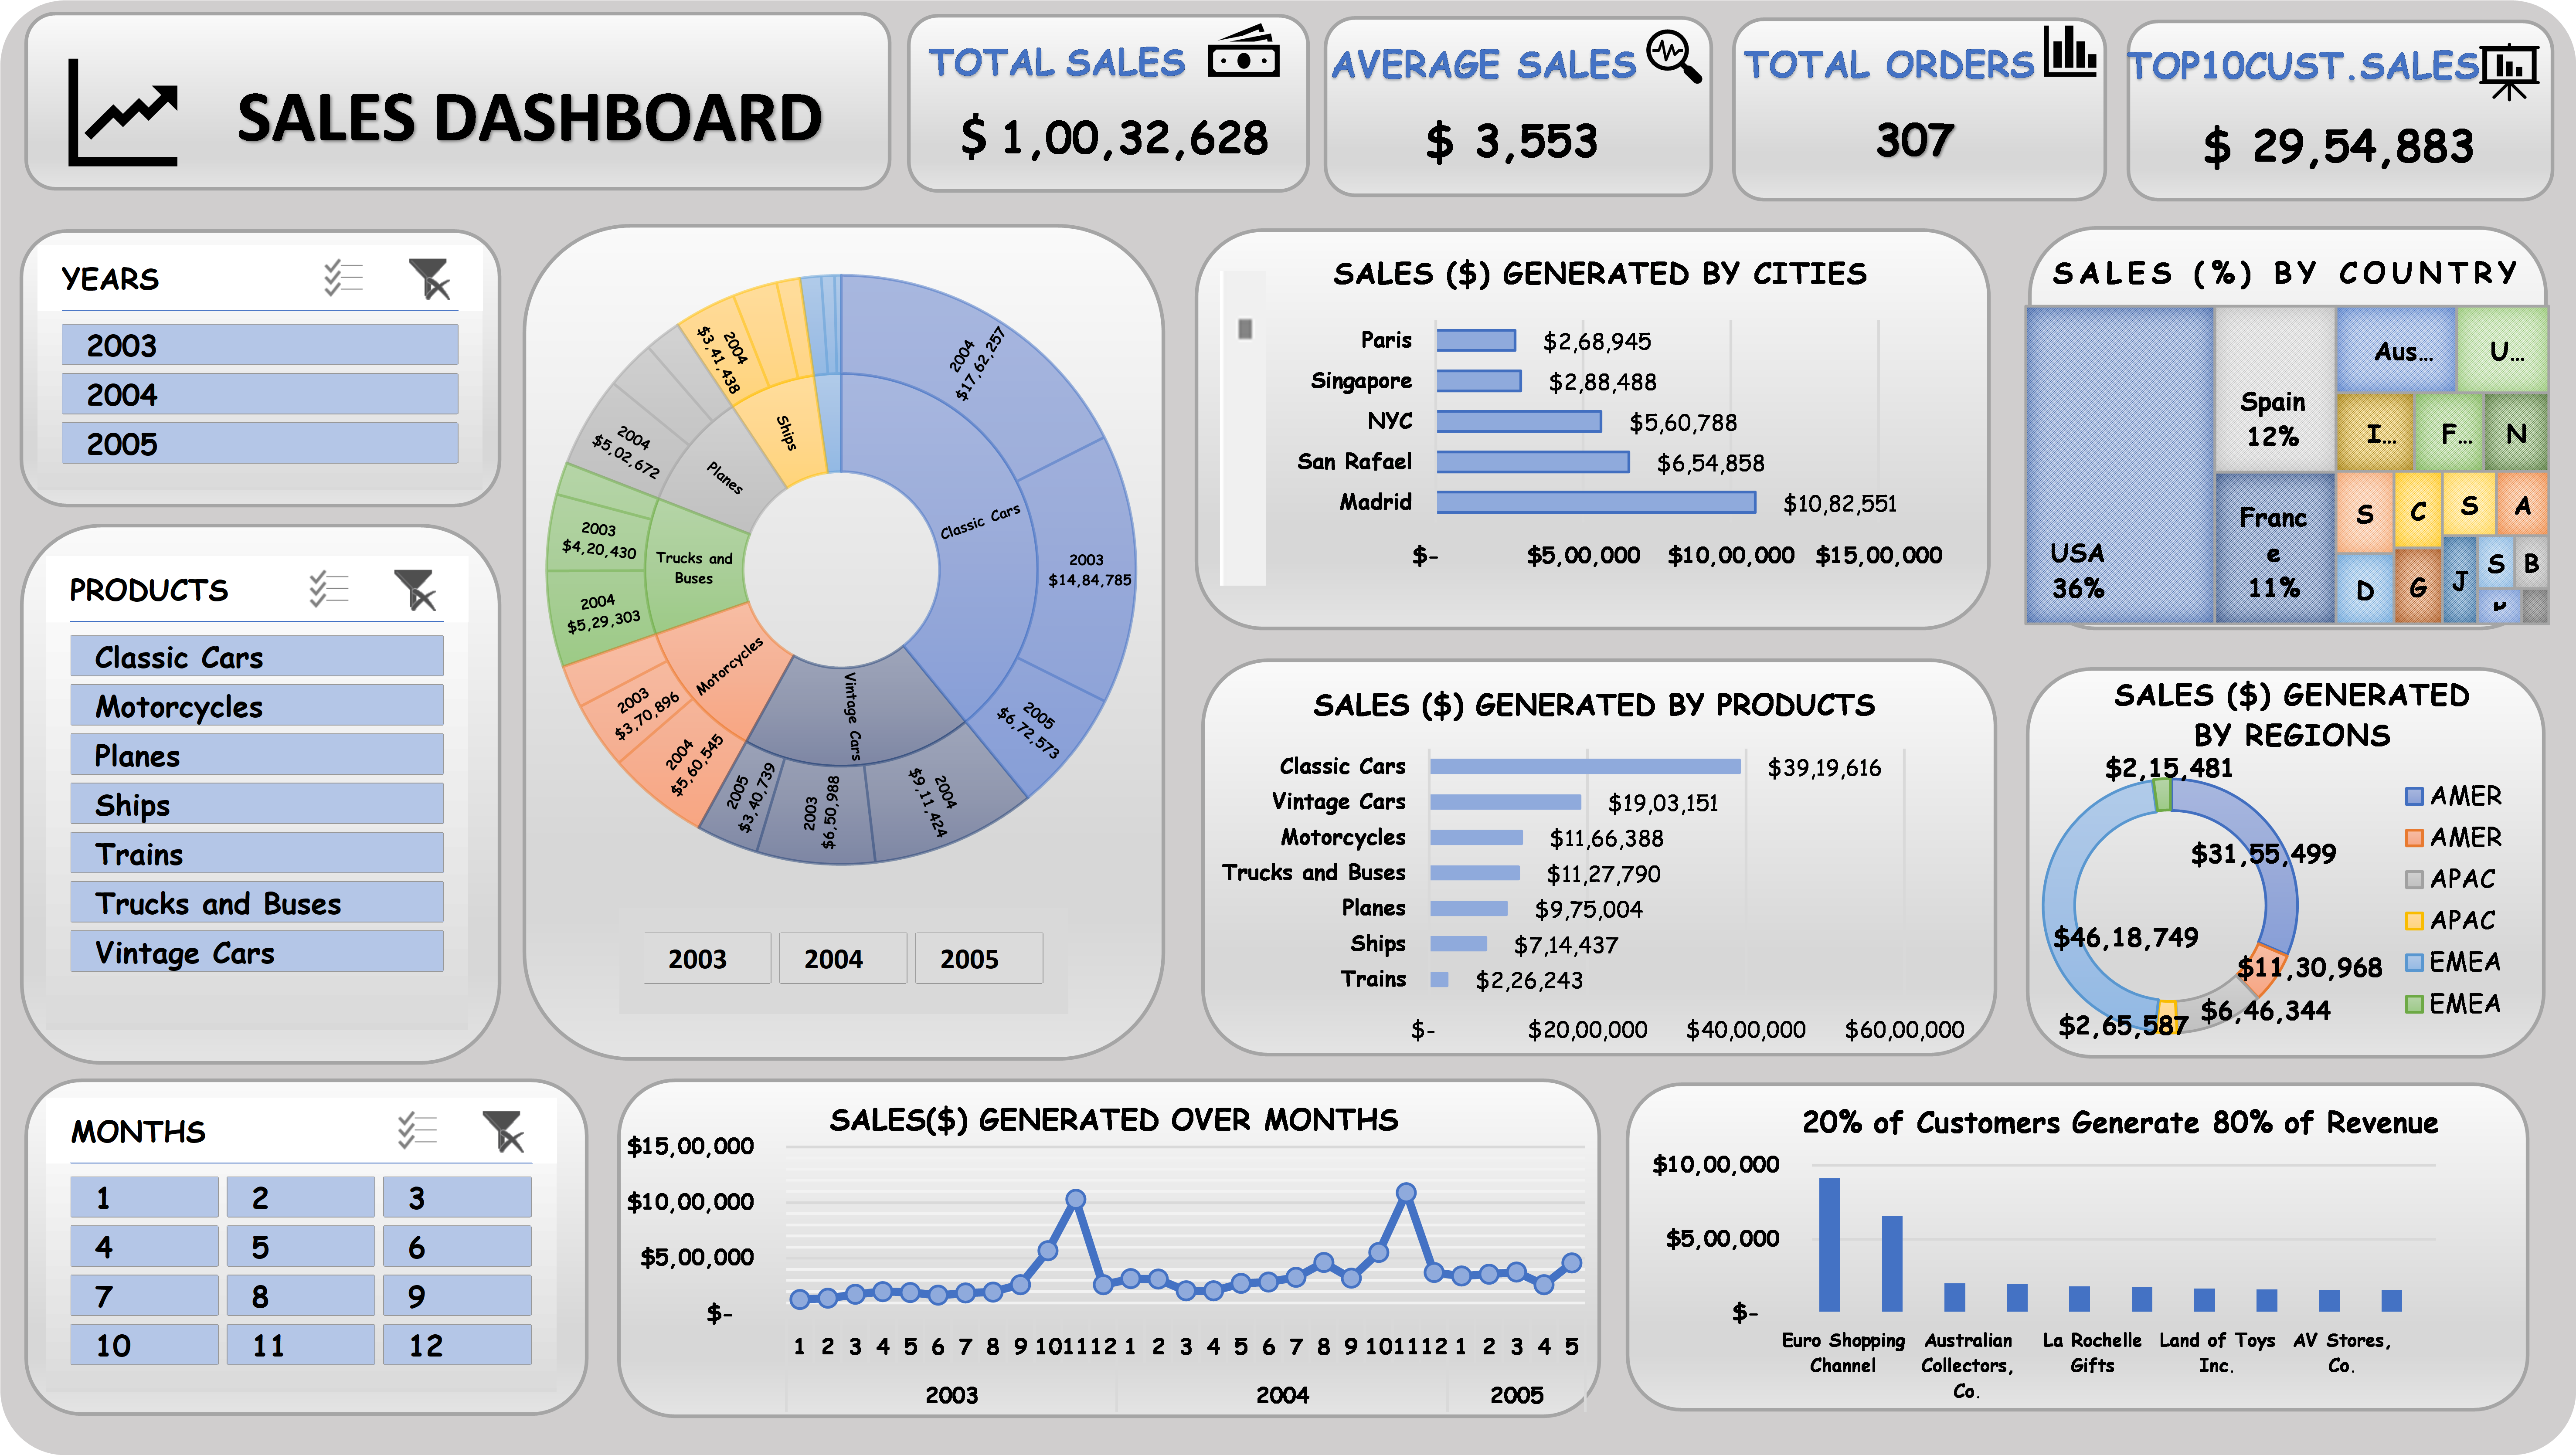 SALES DASHBOARD
TOTAL SALES
$ 1,00,32,628
AVERAGE SALES
$ 3,553
TOTAL ORDERS
307
TOP10CUST.SALES
$ 29,54,883
YEARS
2003
2004
2005
PRODUCTS
Classic Cars
Motorcycles
Planes
Ships
Trains
Trucks and Buses
Vintage Cars
MONTHS
1 2 3
4 5 6
7 8 9
10 11 12
Classic Cars
2004
$17,62,257
2003
$14,84,785
2005
$6,72,573
Vintage Cars
2004
$9,11,424
2003
$6,50,988
2005
$3,40,739
Motorcycles
2004
$5,60,545
2003
$3,70,896
Trucks and
Buses
2004
$5,29,303
2003
$4,20,430
Planes
2004
$5,02,672
Ships
2004
$3,41,438
2003 2004 2005
SALES ($) GENERATED BY CITIES
Paris $2,68,945
Singapore $2,88,488
NYC $5,60,788
San Rafael $6,54,858
Madrid $10,82,551
$- $5,00,000 $10,00,000 $15,00,000
SALES (%) BY COUNTRY
USA
36%
Spain
12%
Franc
e
11%
Aus... U...
I... F... N
S C S A
D G J S B
SALES ($) GENERATED BY PRODUCTS
Classic Cars $39,19,616
Vintage Cars $19,03,151
Motorcycles $11,66,388
Trucks and Buses $11,27,790
Planes $9,75,004
Ships $7,14,437
Trains $2,26,243
$- $20,00,000 $40,00,000 $60,00,000
SALES ($) GENERATED
BY REGIONS
$2,15,481
$31,55,499
$46,18,749
$11,30,968
$6,46,344
$2,65,587
AMER
AMER
APAC
APAC
EMEA
EMEA
SALES($) GENERATED OVER MONTHS
$15,00,000
$10,00,000
$5,00,000
$-
1 2 3 4 5 6 7 8 9 10 11 12 1 2 3 4 5 6 7 8 9 10 11 12 1 2 3 4 5
2003 2004 2005
20% of Customers Generate 80% of Revenue
$10,00,000
$5,00,000
$-
Euro Shopping
Channel
Australian
Collectors,
Co.
La Rochelle
Gifts
Land of Toys
Inc.
AV Stores,
Co.